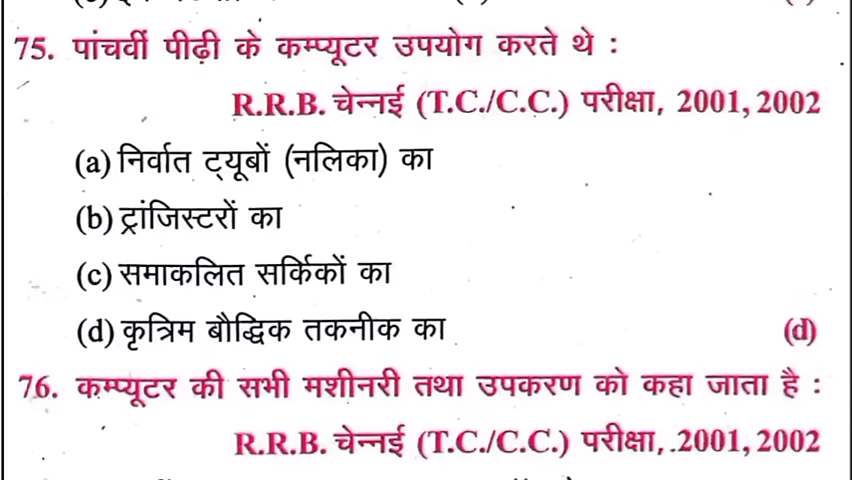 75. पांचवीं पीढ़ी के कम्प्यूटर उपयोग करते थे :
R.R.B. चेन्नई (T.C./C.C.) परीक्षा, 2001, 2002
(a) निर्वात ट्यूबों (नलिका) का
(b) ट्रांजिस्टरों का
(c) समाकलित सर्किकों का
(d) कृत्रिम बौद्धिक तकनीक का (d)
76. कम्प्यूटर की सभी मशीनरी तथा उपकरण को कहा जाता है :
R.R.B. चेन्नई (T.C./C.C.) परीक्षा, 2001, 2002